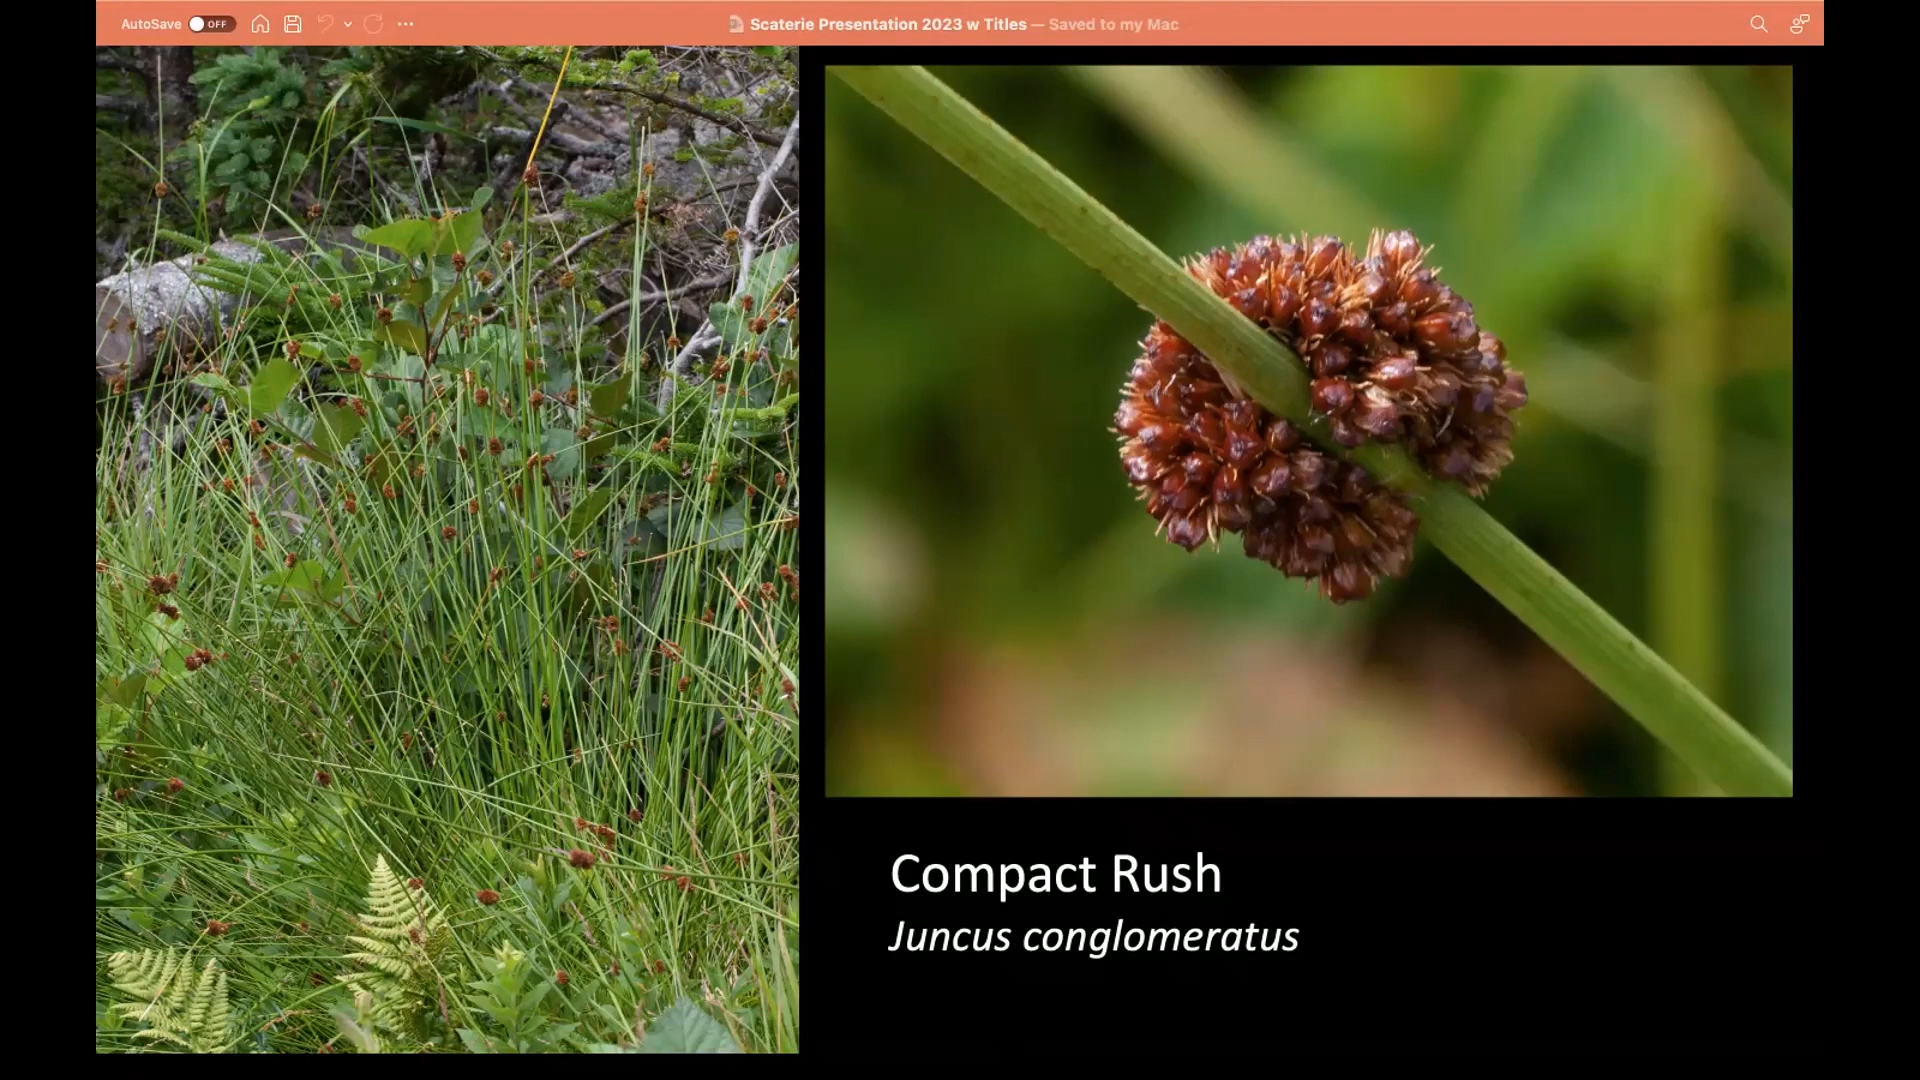 AutoSave OFF
Scaterie Presentation 2023 w Titles — Saved to my Mac
Compact Rush
Juncus conglomeratus